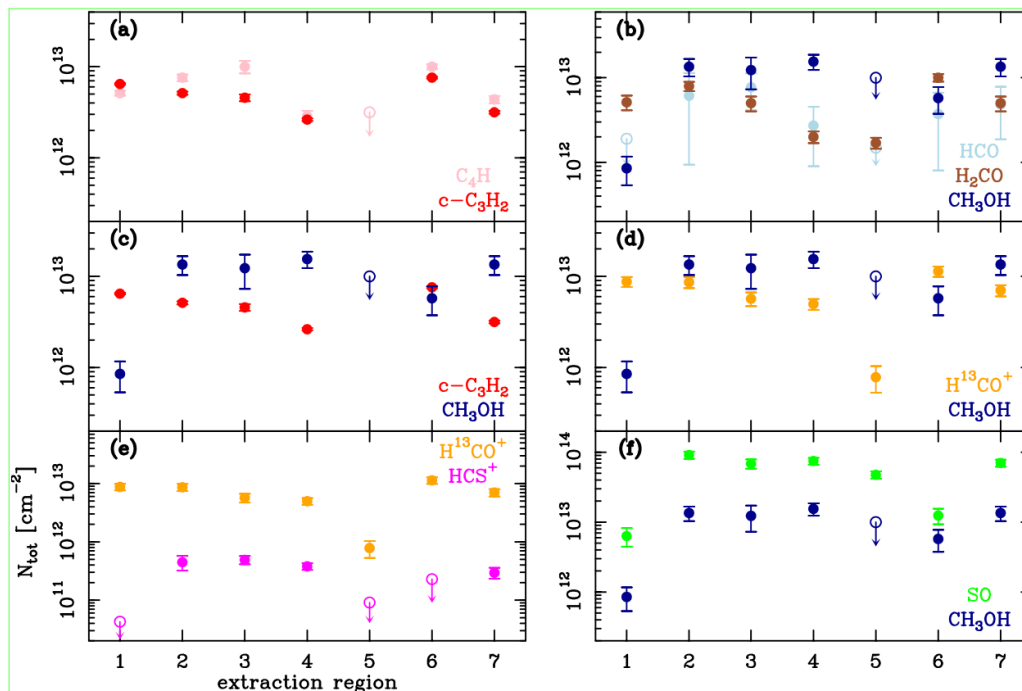 (a)
10^13
10^12
C₄H
c−C₃H₂
(b)
10^13
10^12
HCO
H₂CO
CH₃OH
(c)
10^13
10^12
c−C₃H₂
CH₃OH
(d)
10^13
10^12
H¹³CO⁺
CH₃OH
(e)
10^13
10^12
10^11
H¹³CO⁺
HCS⁺
N_tot [cm⁻²]
1 2 3 4 5 6 7
extraction region
(f)
10^14
10^13
10^12
SO
CH₃OH
1 2 3 4 5 6 7